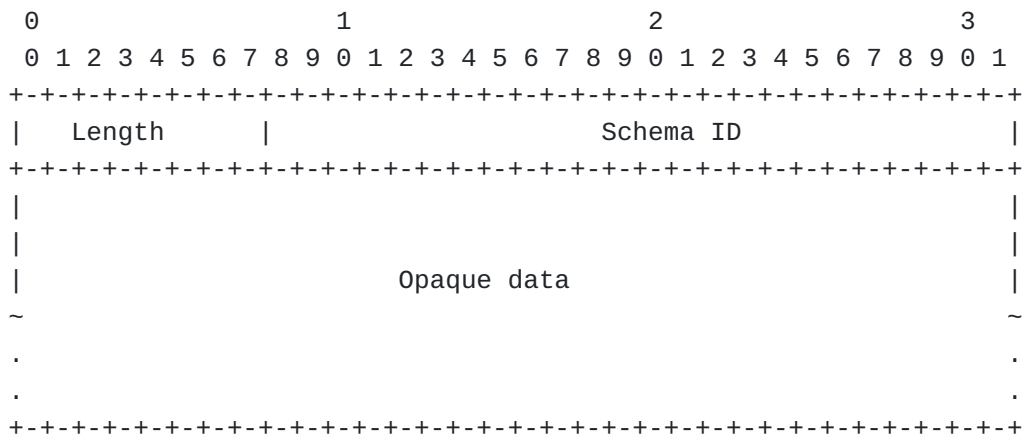 0                   1                   2                   3
 0 1 2 3 4 5 6 7 8 9 0 1 2 3 4 5 6 7 8 9 0 1 2 3 4 5 6 7 8 9 0 1
+-+-+-+-+-+-+-+-+-+-+-+-+-+-+-+-+-+-+-+-+-+-+-+-+-+-+-+-+-+-+-+-+
|   Length      |                     Schema ID                 |
+-+-+-+-+-+-+-+-+-+-+-+-+-+-+-+-+-+-+-+-+-+-+-+-+-+-+-+-+-+-+-+-+
|                                                               |
|                                                               |
|                        Opaque data                            |
~                                                               ~
.                                                               .
.                                                               .
+-+-+-+-+-+-+-+-+-+-+-+-+-+-+-+-+-+-+-+-+-+-+-+-+-+-+-+-+-+-+-+-+